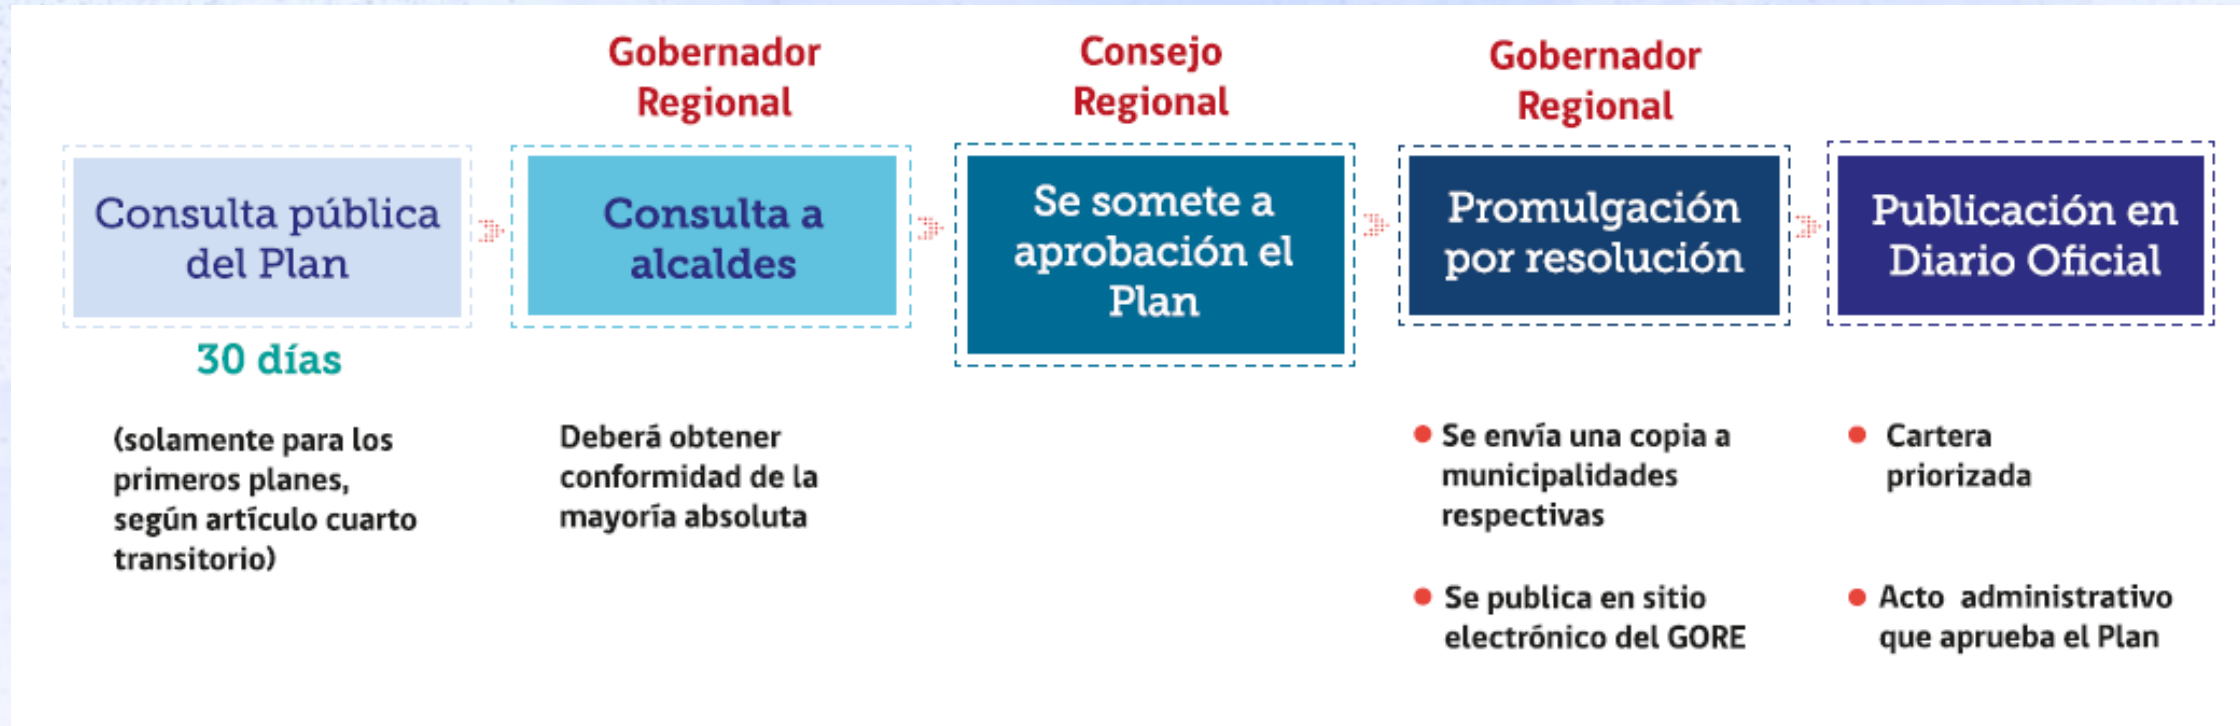 Consulta pública
del Plan
30 días
(solamente para los
primeros planes,
según artículo cuarto
transitorio)
Gobernador
Regional
Consulta a
alcaldes
Deberá obtener
conformidad de la
mayoría absoluta
Consejo
Regional
Se somete a
aprobación el
Plan
Gobernador
Regional
Promulgación
por resolución
Se envía una copia a
municipalidades
respectivas
Se publica en sitio
electrónico del GORE
Publicación en
Diario Oficial
Cartera
priorizada
Acto administrativo
que aprueba el Plan